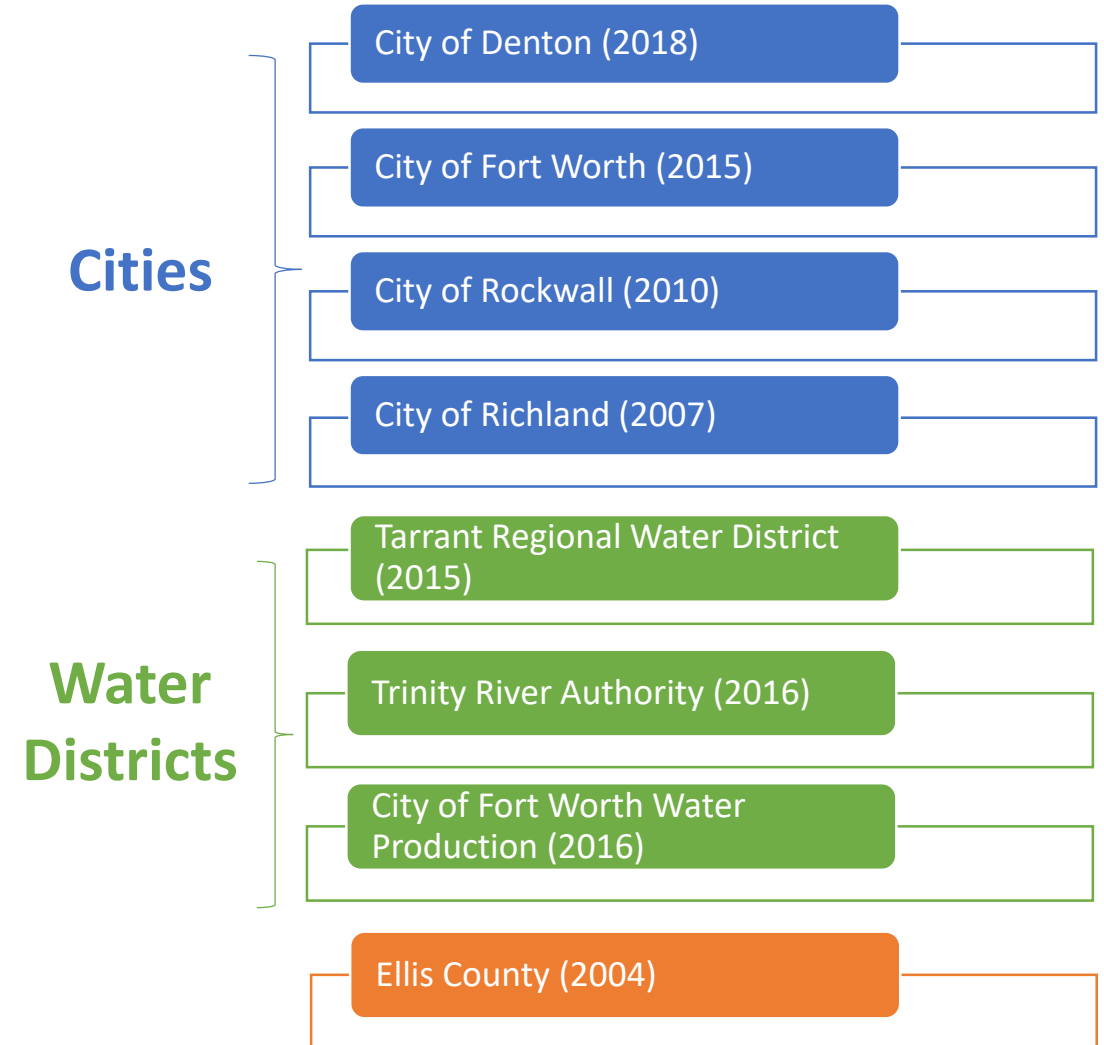 Cities
City of Denton (2018)
City of Fort Worth (2015)
City of Rockwall (2010)
City of Richland (2007)
Water
Districts
Tarrant Regional Water District
(2015)
Trinity River Authority (2016)
City of Fort Worth Water
Production (2016)
Ellis County (2004)